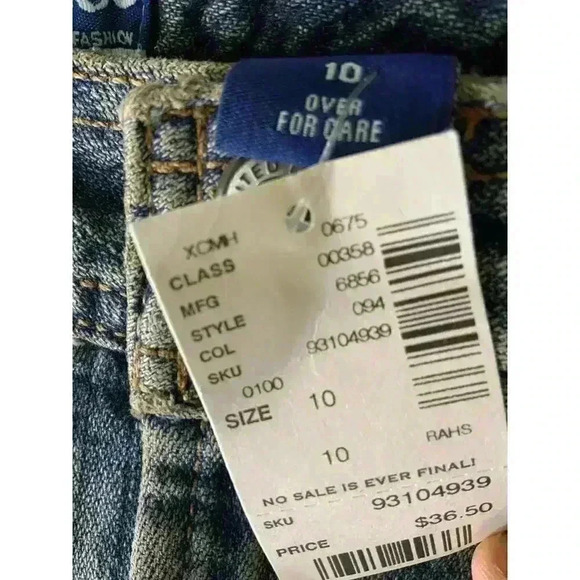 FASHION
10
OVER
FOR CARE
XCMH
CLASS 0675
MFG 00358
STYLE 6856
COL 094
SKU 93104939
0100
SIZE 10
10
RAHS
NO SALE IS EVER FINAL!
SKU 93104939
PRICE $36.50